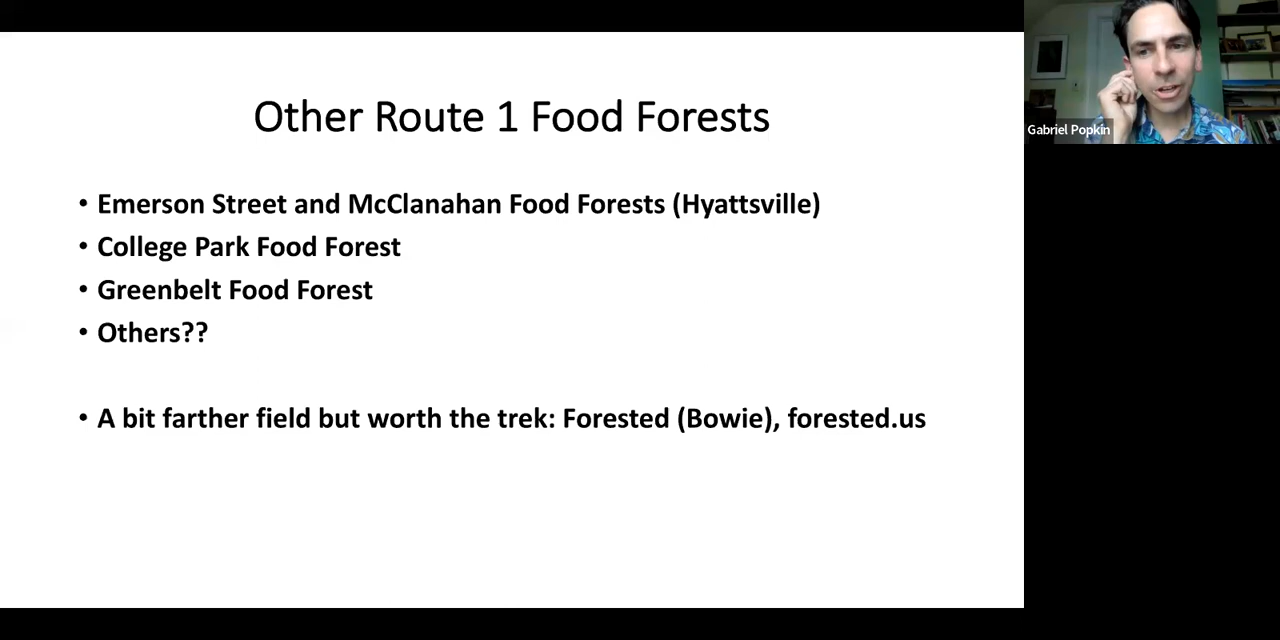 Other Route 1 Food Forests
• Emerson Street and McClanahan Food Forests (Hyattsville)
• College Park Food Forest
• Greenbelt Food Forest
• Others??
• A bit farther field but worth the trek: Forested (Bowie), forested.us
Gabriel Popkin